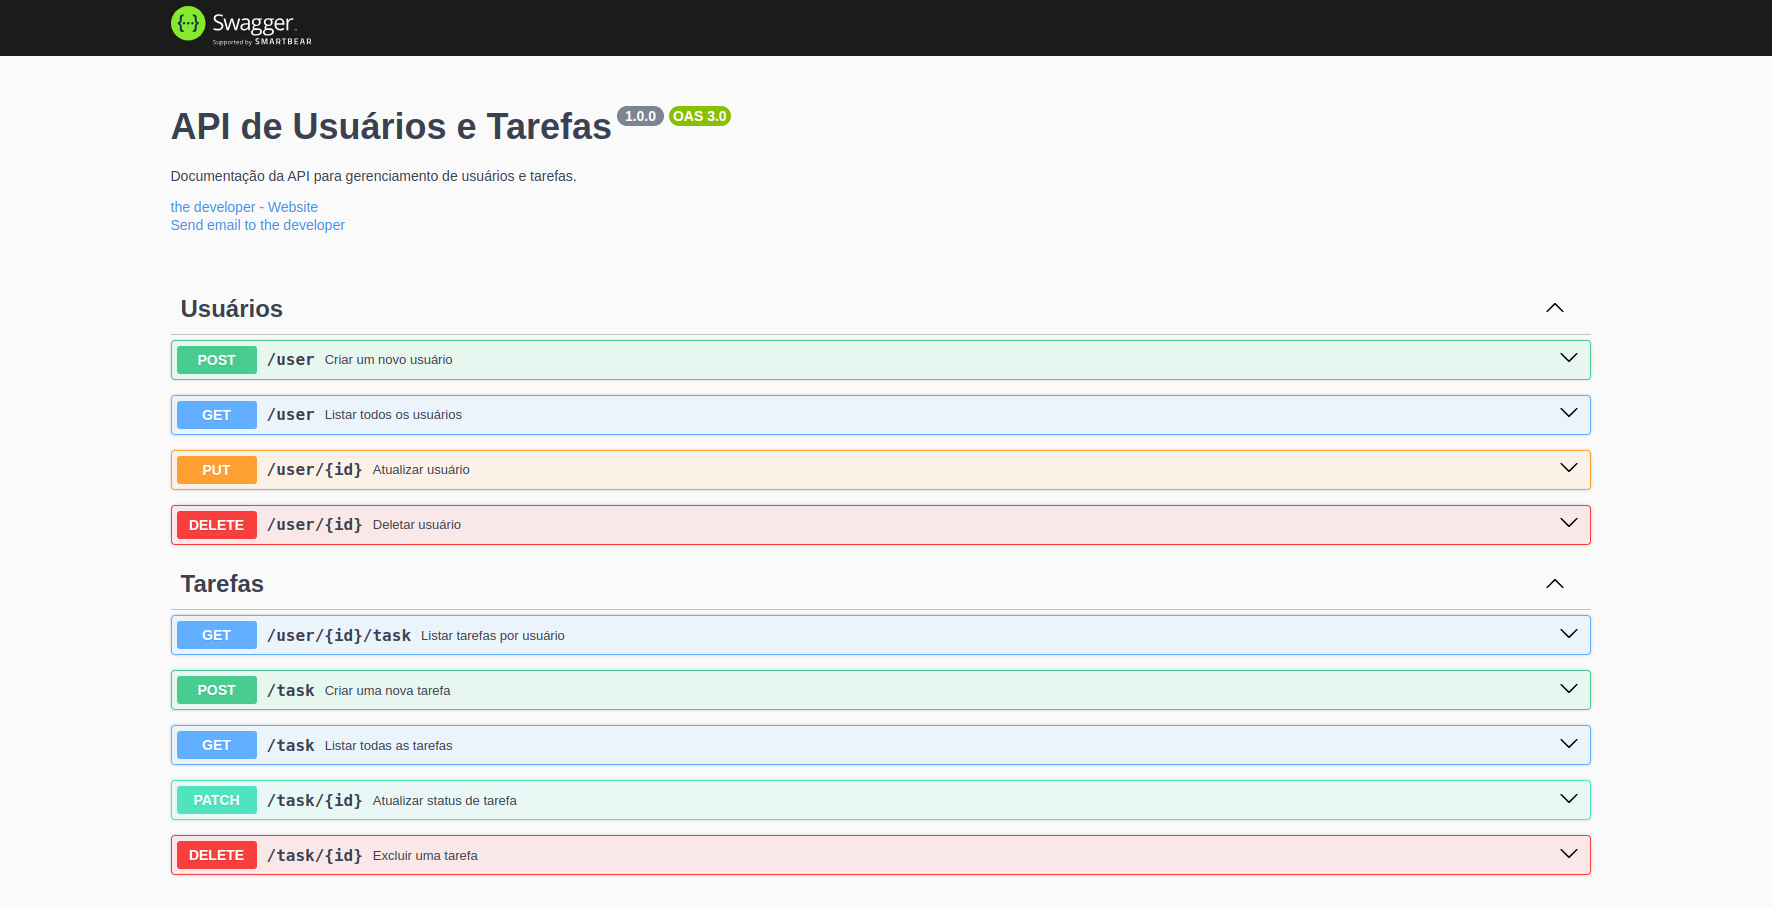 {···} Swagger
Supported by SMARTBEAR
API de Usuários e Tarefas 1.0.0 OAS 3.0
Documentação da API para gerenciamento de usuários e tarefas.
the developer - Website
Send email to the developer
Usuários
POST /user Criar um novo usuário
GET /user Listar todos os usuários
PUT /user/{id} Atualizar usuário
DELETE /user/{id} Deletar usuário
Tarefas
GET /user/{id}/task Listar tarefas por usuário
POST /task Criar uma nova tarefa
GET /task Listar todas as tarefas
PATCH /task/{id} Atualizar status de tarefa
DELETE /task/{id} Excluir uma tarefa